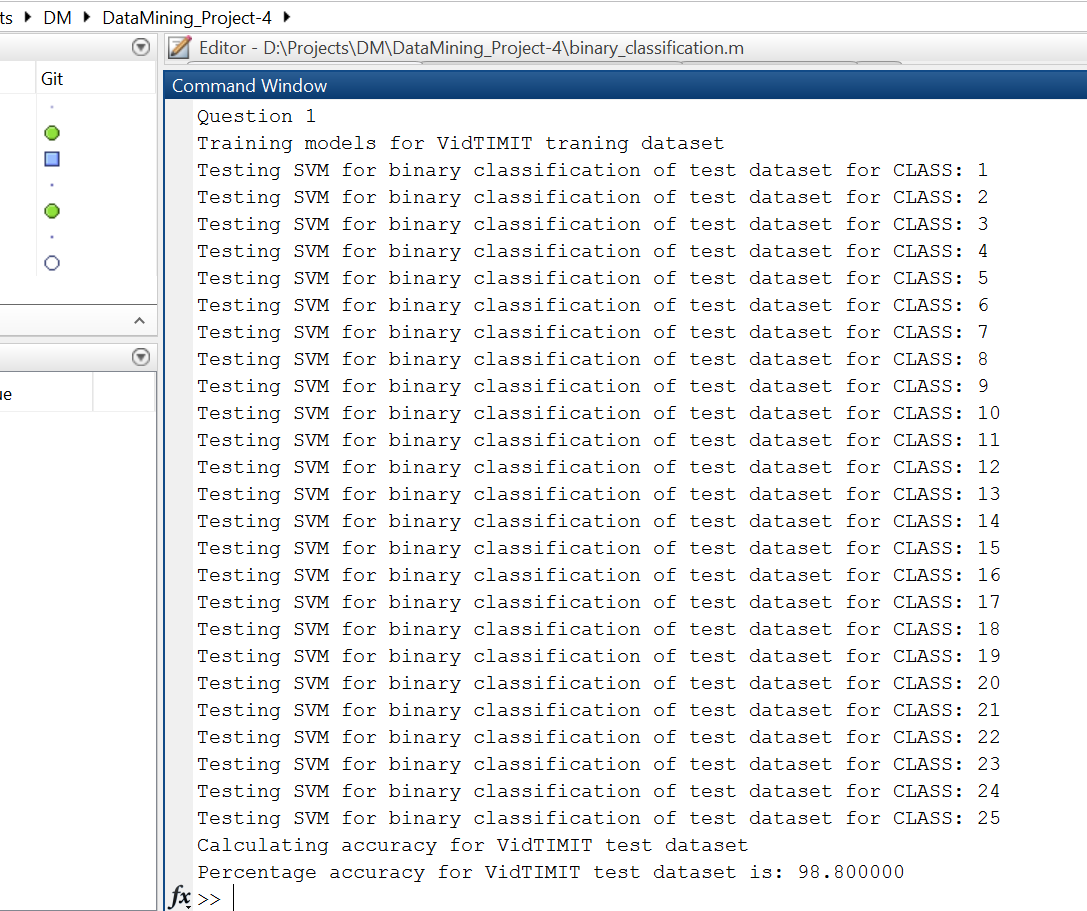 ts DM DataMining_Project-4
Editor - D:\Projects\DM\DataMining_Project-4\binary_classification.m
Git
Command Window
Question 1
Training models for VidTIMIT traning dataset
Testing SVM for binary classification of test dataset for CLASS: 1
Testing SVM for binary classification of test dataset for CLASS: 2
Testing SVM for binary classification of test dataset for CLASS: 3
Testing SVM for binary classification of test dataset for CLASS: 4
Testing SVM for binary classification of test dataset for CLASS: 5
Testing SVM for binary classification of test dataset for CLASS: 6
Testing SVM for binary classification of test dataset for CLASS: 7
Testing SVM for binary classification of test dataset for CLASS: 8
Testing SVM for binary classification of test dataset for CLASS: 9
Testing SVM for binary classification of test dataset for CLASS: 10
Testing SVM for binary classification of test dataset for CLASS: 11
Testing SVM for binary classification of test dataset for CLASS: 12
Testing SVM for binary classification of test dataset for CLASS: 13
Testing SVM for binary classification of test dataset for CLASS: 14
Testing SVM for binary classification of test dataset for CLASS: 15
Testing SVM for binary classification of test dataset for CLASS: 16
Testing SVM for binary classification of test dataset for CLASS: 17
Testing SVM for binary classification of test dataset for CLASS: 18
Testing SVM for binary classification of test dataset for CLASS: 19
Testing SVM for binary classification of test dataset for CLASS: 20
Testing SVM for binary classification of test dataset for CLASS: 21
Testing SVM for binary classification of test dataset for CLASS: 22
Testing SVM for binary classification of test dataset for CLASS: 23
Testing SVM for binary classification of test dataset for CLASS: 24
Testing SVM for binary classification of test dataset for CLASS: 25
Calculating accuracy for VidTIMIT test dataset
Percentage accuracy for VidTIMIT test dataset is: 98.800000
fx >>
ue